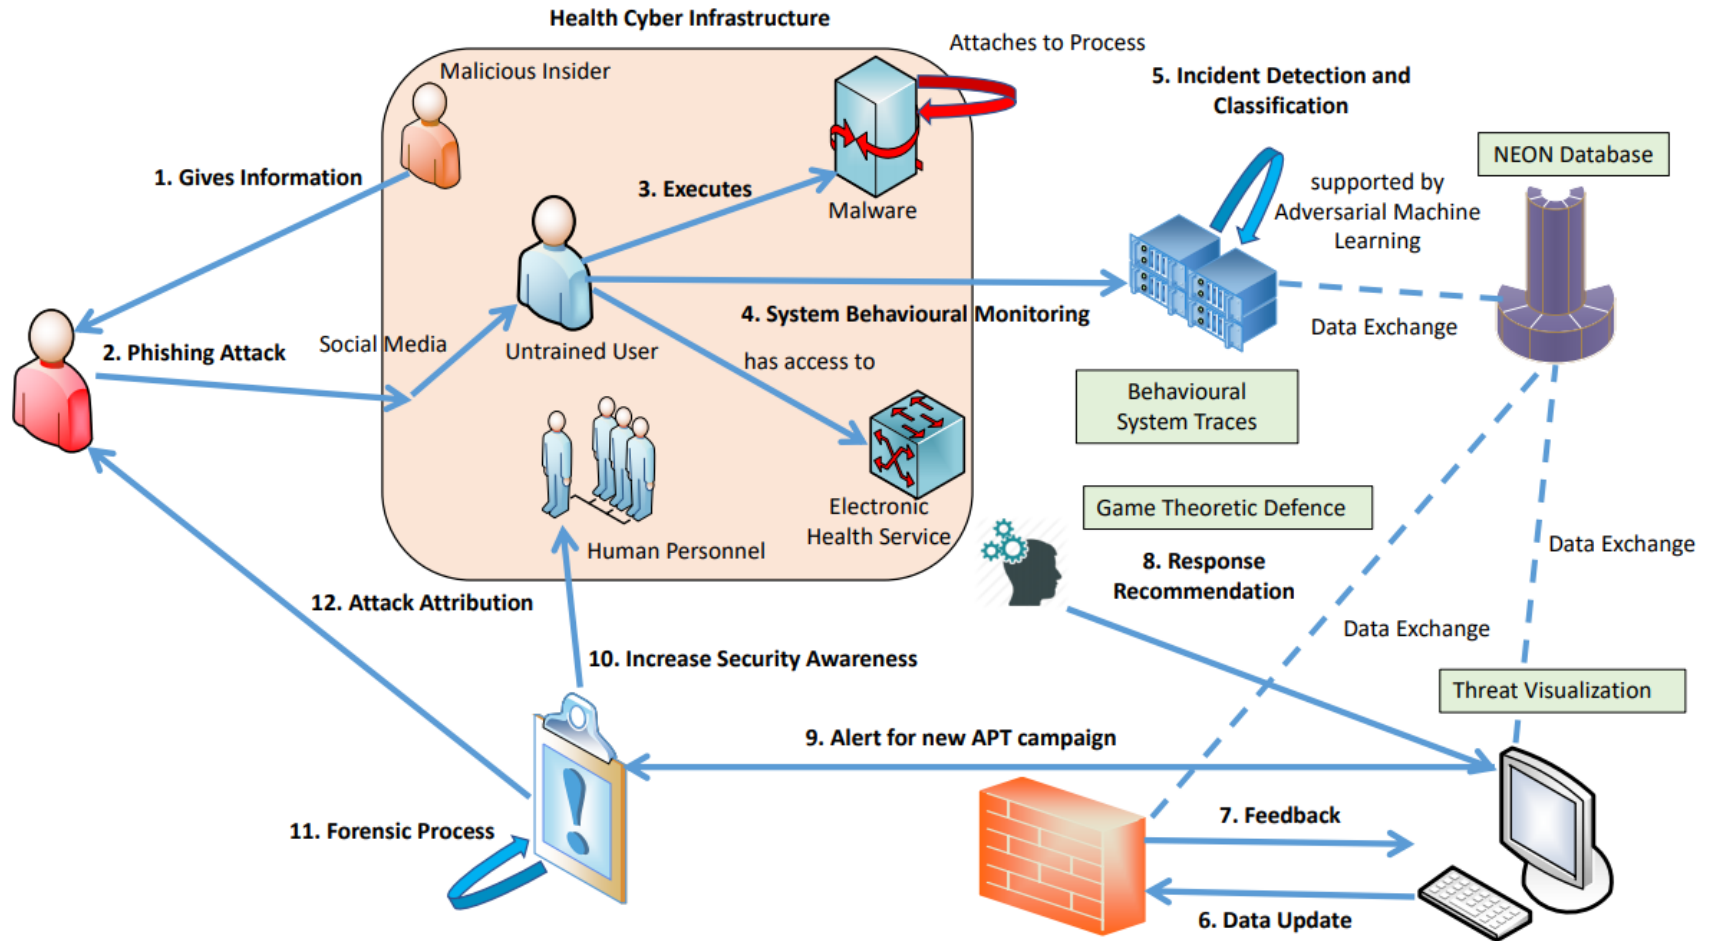 Health Cyber Infrastructure
Malicious Insider
Attaches to Process
5. Incident Detection and
Classification
NEON Database
1. Gives Information
3. Executes
Malware
supported by
Adversarial Machine
Learning
2. Phishing Attack
Social Media
Untrained User
4. System Behavioural Monitoring
has access to
Data Exchange
Behavioural
System Traces
Electronic
Health Service
Human Personnel
Game Theoretic Defence
8. Response
Recommendation
Data Exchange
Data Exchange
12. Attack Attribution
10. Increase Security Awareness
Threat Visualization
9. Alert for new APT campaign
11. Forensic Process
7. Feedback
6. Data Update